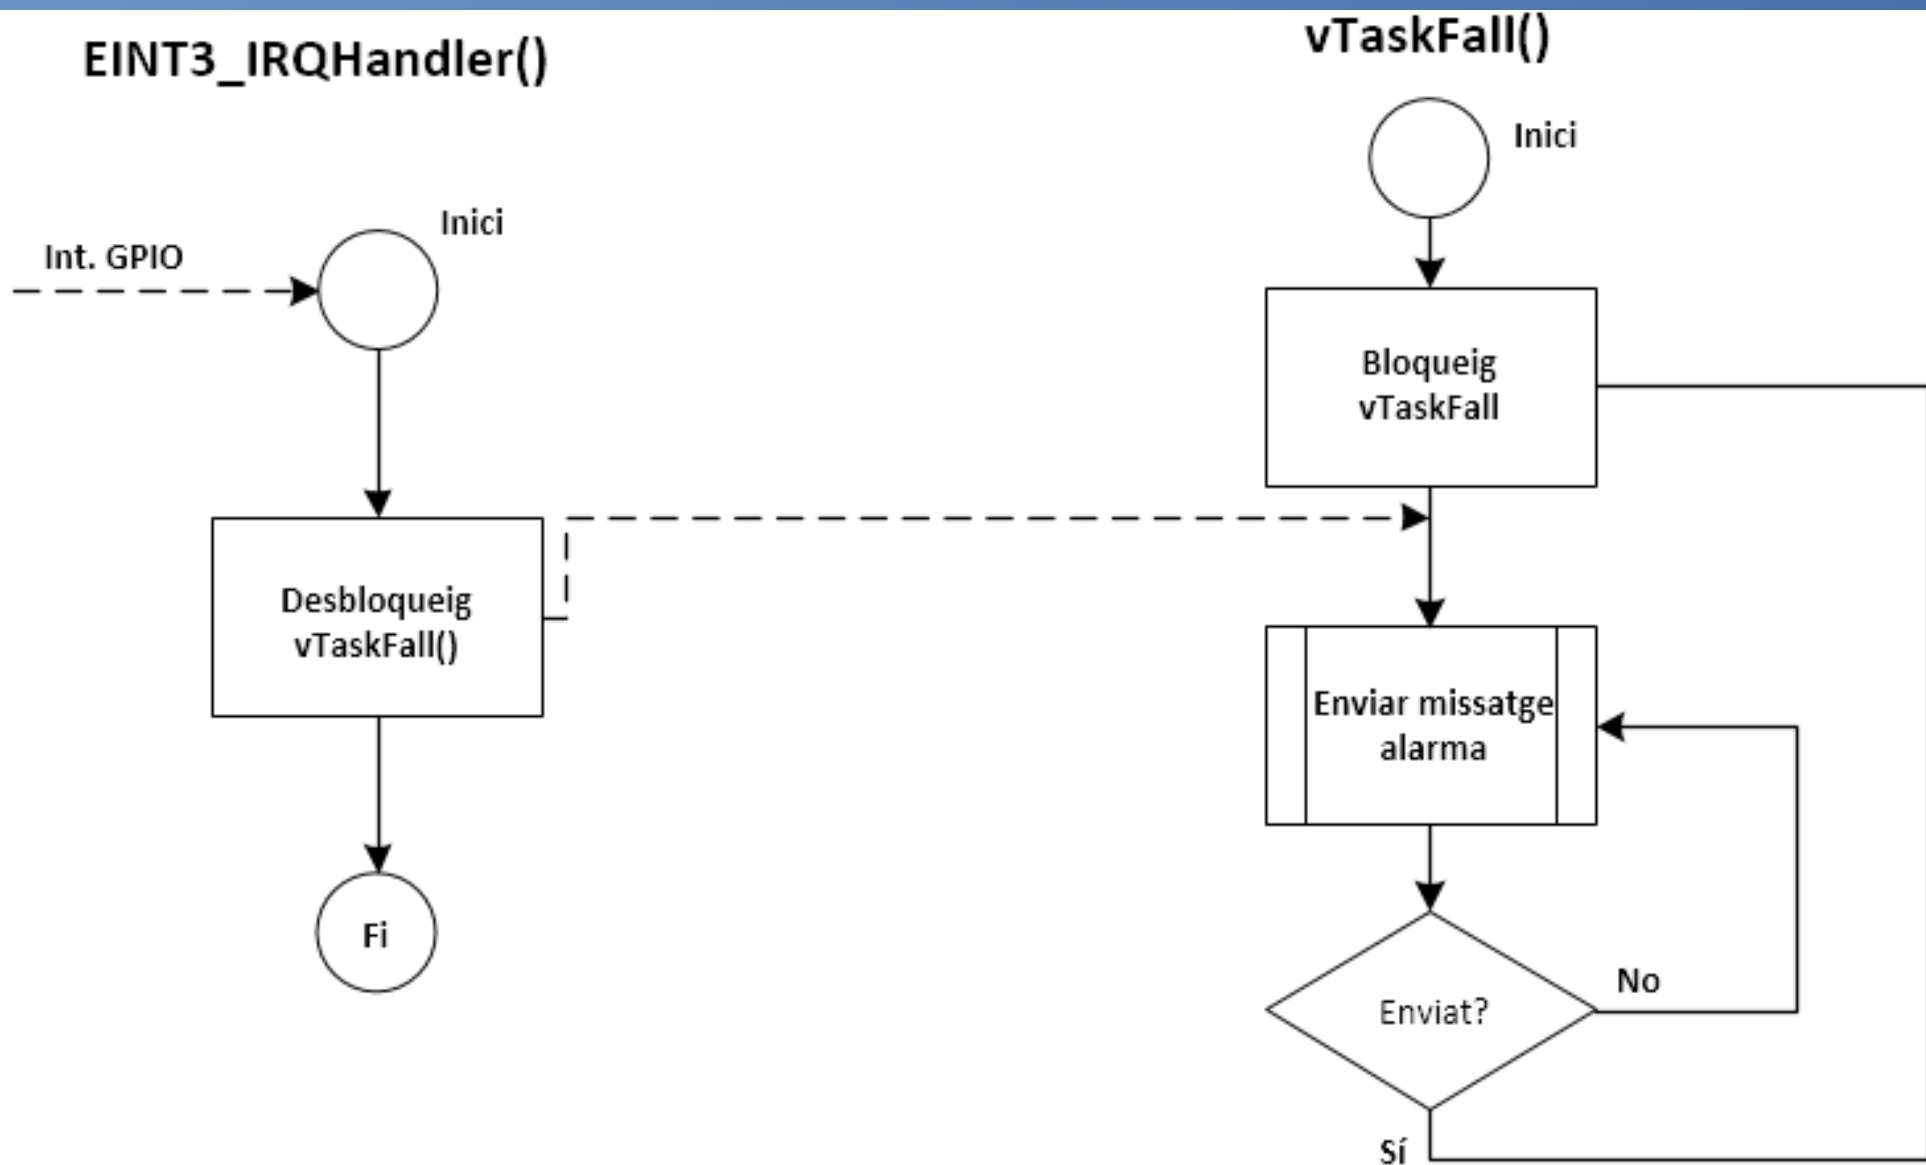 EINT3_IRQHandler()
Int. GPIO
Inici
Desbloqueig
vTaskFall()
Fi
vTaskFall()
Inici
Bloqueig
vTaskFall
Enviar missatge
alarma
Enviat?
No
Sí